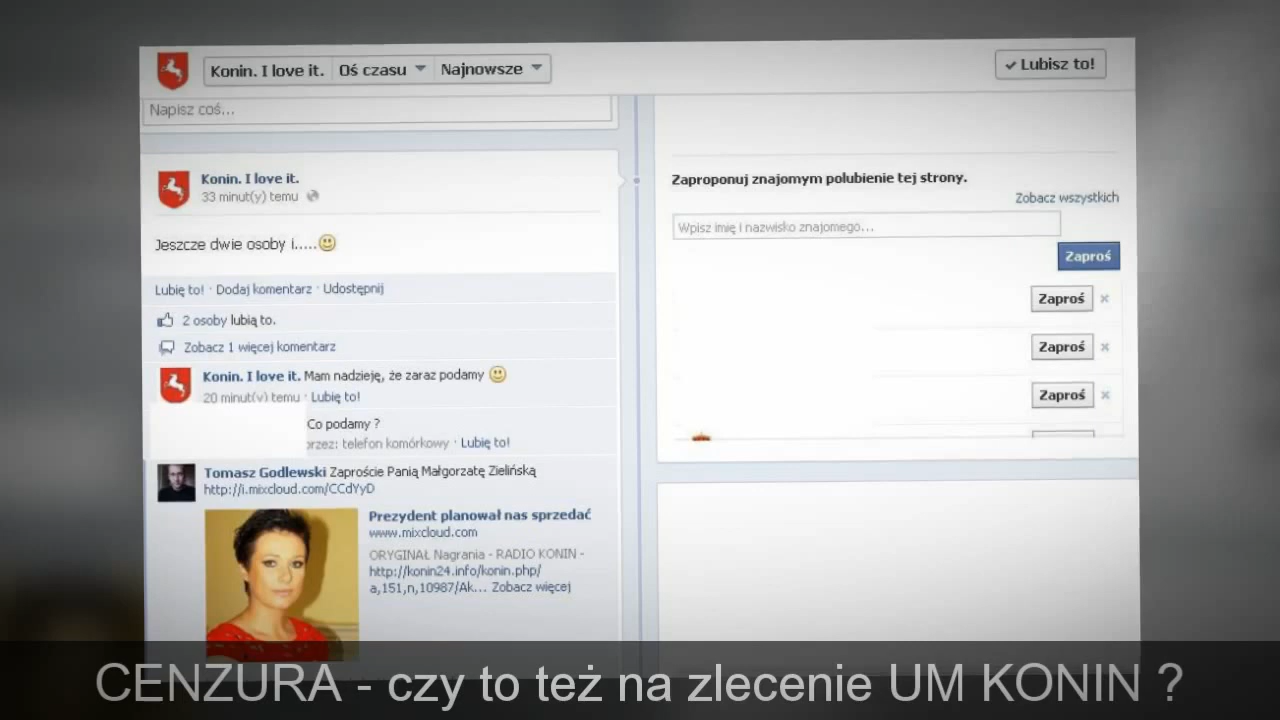 Konin. I love it. Oś czasu Najnowsze
✓ Lubisz to!
Napisz coś...
Konin. I love it.
33 minut(y) temu
Jeszcze dwie osoby i.....
Lubię to! · Dodaj komentarz · Udostępnij
2 osoby lubią to.
Zobacz 1 więcej komentarz
Konin. I love it. Mam nadzieję, że zaraz podamy
20 minut(y) temu · Lubię to!
Co podamy ?
przez: telefon komórkowy · Lubię to!
Tomasz Godlewski Zaproście Panią Małgorzatę Zielińską
http://i.mixcloud.com/CCdYyD
Prezydent planował nas sprzedać
www.mixcloud.com
ORYGINAŁ Nagrania - RADIO KONIN -
http://konin24.info/konin.php/
a,151,n,10987/Ak... Zobacz więcej
Zaproponuj znajomym polubienie tej strony.
Zobacz wszystkich
Wpisz imię i nazwisko znajomego...
Zaproś
Zaproś ×
Zaproś ×
Zaproś ×
CENZURA - czy to też na zlecenie UM KONIN ?